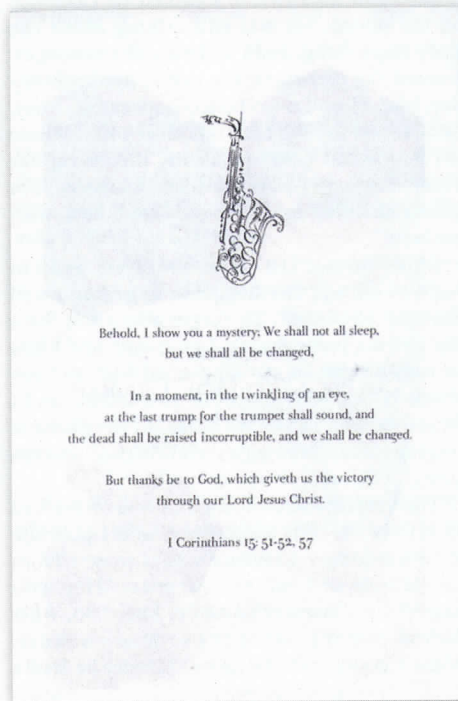 Behold, I show you a mystery; We shall not all sleep,
but we shall all be changed,
In a moment, in the twinkling of an eye,
at the last trump: for the trumpet shall sound, and
the dead shall be raised incorruptible, and we shall be changed.
But thanks be to God, which giveth us the victory
through our Lord Jesus Christ.
I Corinthians 15: 51-52, 57